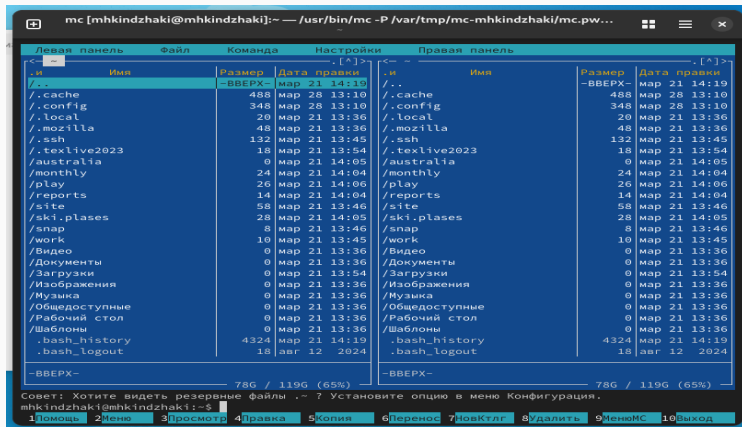 mc [mhkindzhaki@mhkindzhaki]:~ — /usr/bin/mc -P /var/tmp/mc-mhkindzhaki/mc.pw...
Левая панель Файл Команда Настройки Правая панель
<— ~ .[^]> <— ~ .[^]>
.и Имя Размер Дата правки .и Имя Размер Дата правки
/.. -ВВЕРХ- мар 21 14:19 /.. -ВВЕРХ- мар 21 14:19
/.cache 488 мар 28 13:10 /.cache 488 мар 28 13:10
/.config 348 мар 28 13:10 /.config 348 мар 28 13:10
/.local 20 мар 21 13:36 /.local 20 мар 21 13:36
/.mozilla 48 мар 21 13:36 /.mozilla 48 мар 21 13:36
/.ssh 132 мар 21 13:45 /.ssh 132 мар 21 13:45
/.texlive2023 18 мар 21 13:54 /.texlive2023 18 мар 21 13:54
/australia 0 мар 21 14:05 /australia 0 мар 21 14:05
/monthly 24 мар 21 14:04 /monthly 24 мар 21 14:04
/play 26 мар 21 14:06 /play 26 мар 21 14:06
/reports 14 мар 21 14:04 /reports 14 мар 21 14:04
/site 58 мар 21 13:46 /site 58 мар 21 13:46
/ski.plases 28 мар 21 14:05 /ski.plases 28 мар 21 14:05
/snap 8 мар 21 13:46 /snap 8 мар 21 13:46
/work 10 мар 21 13:45 /work 10 мар 21 13:45
/Видео 0 мар 21 13:36 /Видео 0 мар 21 13:36
/Документы 0 мар 21 13:36 /Документы 0 мар 21 13:36
/Загрузки 0 мар 21 13:54 /Загрузки 0 мар 21 13:54
/Изображения 0 мар 21 13:36 /Изображения 0 мар 21 13:36
/Музыка 0 мар 21 13:36 /Музыка 0 мар 21 13:36
/Общедоступные 0 мар 21 13:36 /Общедоступные 0 мар 21 13:36
/Рабочий стол 0 мар 21 13:36 /Рабочий стол 0 мар 21 13:36
/Шаблоны 0 мар 21 13:36 /Шаблоны 0 мар 21 13:36
.bash_history 4324 мар 21 14:19 .bash_history 4324 мар 21 14:19
.bash_logout 18 авг 12 2024 .bash_logout 18 авг 12 2024
-ВВЕРХ- -ВВЕРХ-
78G / 119G (65%) 78G / 119G (65%)
Совет: Хотите видеть резервные файлы .~ ? Установите опцию в меню Конфигурация.
mhkindzhaki@mhkindzhaki:~$
1Помощь 2Меню 3Просмотр 4Правка 5Копия 6Перенос 7НовКтлг 8Удалить 9МенюMC 10Выход